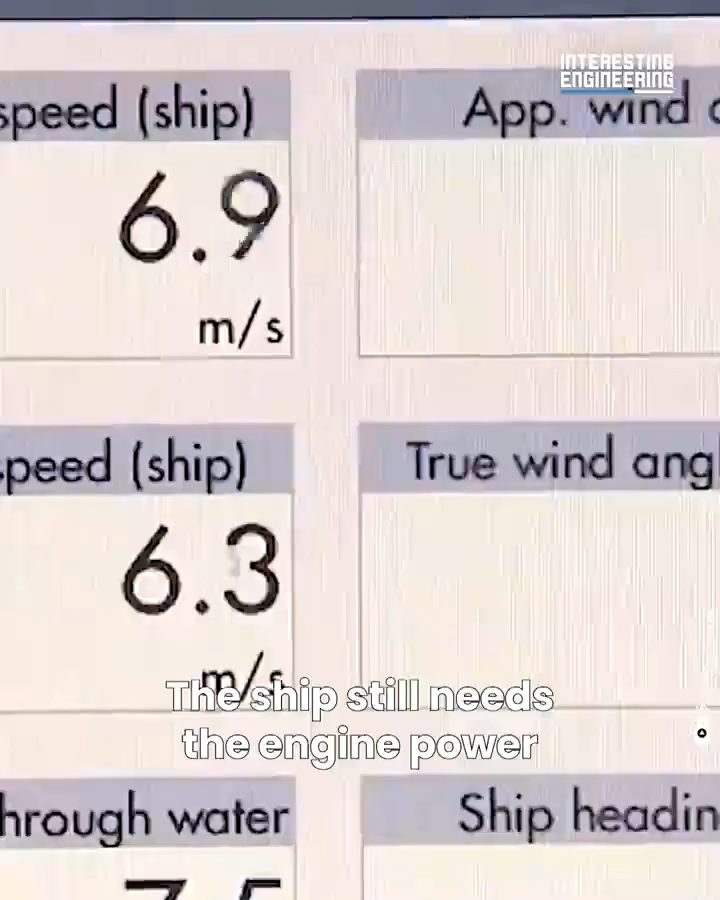 INTERESTING
ENGINEERING
speed (ship)
App. wind
6.9
m/s
speed (ship)
True wind ang
6.3
m/s
The ship still needs
the engine power
hrough water
Ship headin